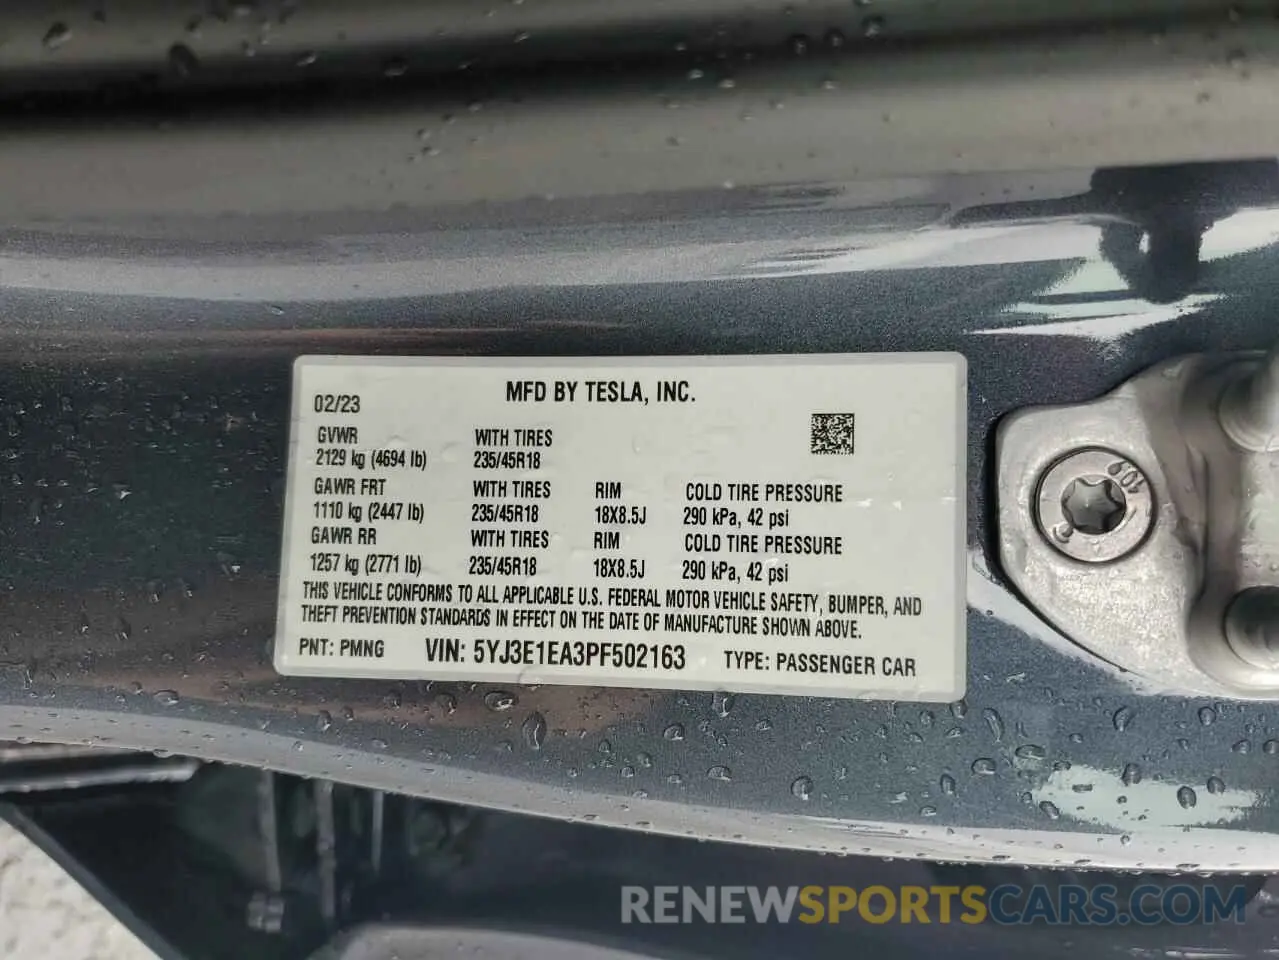 MFD BY TESLA, INC.
02/23
GVWR WITH TIRES
2129 kg (4694 lb) 235/45R18
GAWR FRT WITH TIRES RIM COLD TIRE PRESSURE
1110 kg (2447 lb) 235/45R18 18X8.5J 290 kPa, 42 psi
GAWR RR WITH TIRES RIM COLD TIRE PRESSURE
1257 kg (2771 lb) 235/45R18 18X8.5J 290 kPa, 42 psi
THIS VEHICLE CONFORMS TO ALL APPLICABLE U.S. FEDERAL MOTOR VEHICLE SAFETY, BUMPER, AND
THEFT PREVENTION STANDARDS IN EFFECT ON THE DATE OF MANUFACTURE SHOWN ABOVE.
PNT: PMNG VIN: 5YJ3E1EA3PF502163 TYPE: PASSENGER CAR
RENEWSPORTSCARS.COM